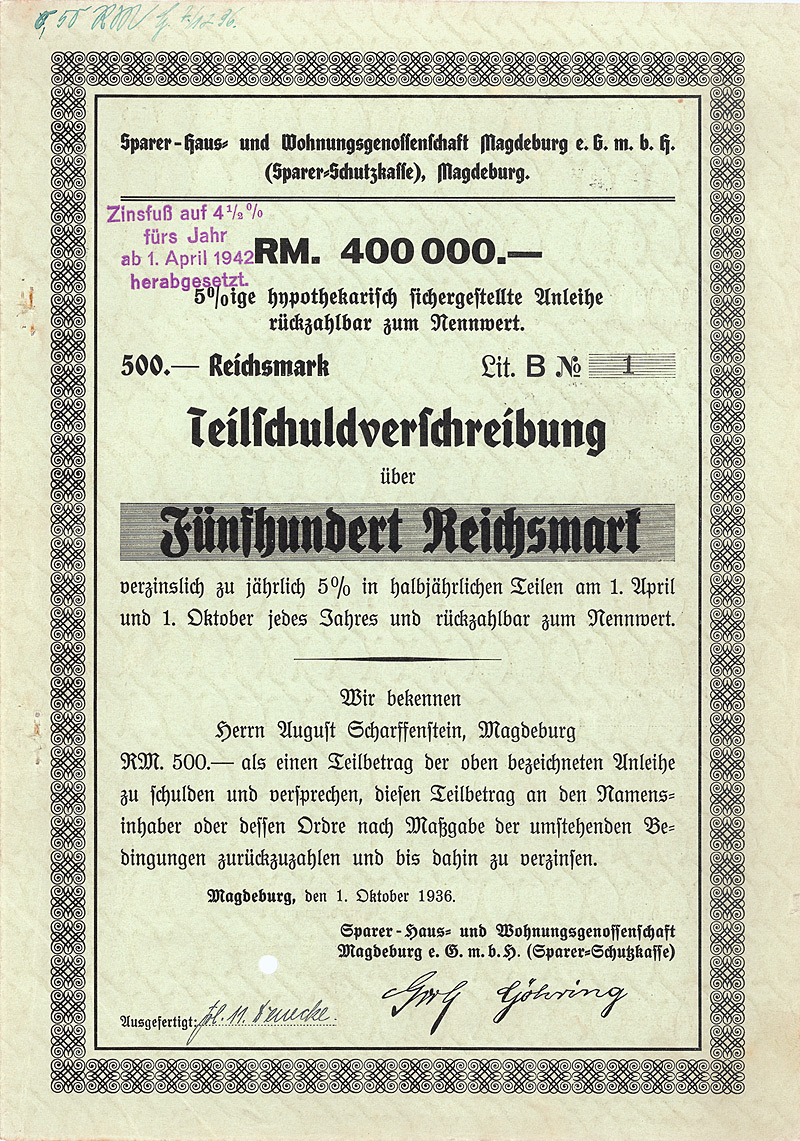 Sparer-Haus- und Wohnungsgenossenschaft Magdeburg e. G. m. b. H.
(Sparer-Schutzkasse), Magdeburg.
Zinsfuß auf 4 1/2 %
fürs Jahr
ab 1. April 1942
herabgesetzt.
RM. 400 000.—
5%ige hypothekarisch sichergestellte Anleihe
rückzahlbar zum Nennwert.
500.— Reichsmark Lit. B № 1
Teilschuldverschreibung
über
Fünfhundert Reichsmark
verzinslich zu jährlich 5% in halbjährlichen Teilen am 1. April
und 1. Oktober jedes Jahres und rückzahlbar zum Nennwert.
Wir bekennen
Herrn August Scharffenstein, Magdeburg
RM. 500.— als einen Teilbetrag der oben bezeichneten Anleihe
zu schulden und versprechen, diesen Teilbetrag an den Namens-
inhaber oder dessen Ordre nach Maßgabe der umstehenden Be-
dingungen zurückzuzahlen und bis dahin zu verzinsen.
Magdeburg, den 1. Oktober 1936.
Sparer-Haus- und Wohnungsgenossenschaft
Magdeburg e. G. m. b. H. (Sparer-Schutzkasse)
Göhring
Ausgefertigt: